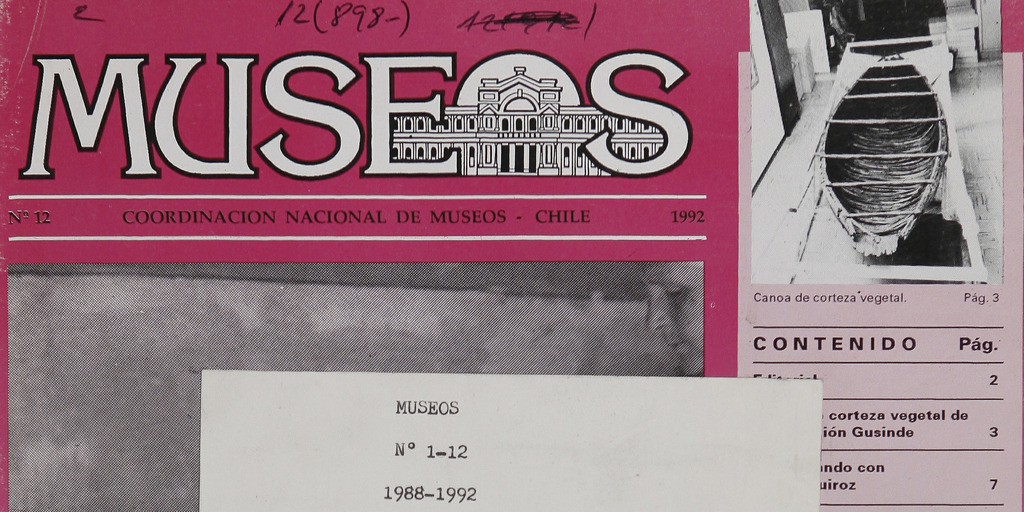 2
12(898-)
MUSEOS
Nº 12 COORDINACION NACIONAL DE MUSEOS - CHILE 1992
Canoa de corteza vegetal. Pág. 3
CONTENIDO Pág.
2
corteza vegetal de
Gusinde 3
con
7
MUSEOS
Nº 1-12
1988-1992